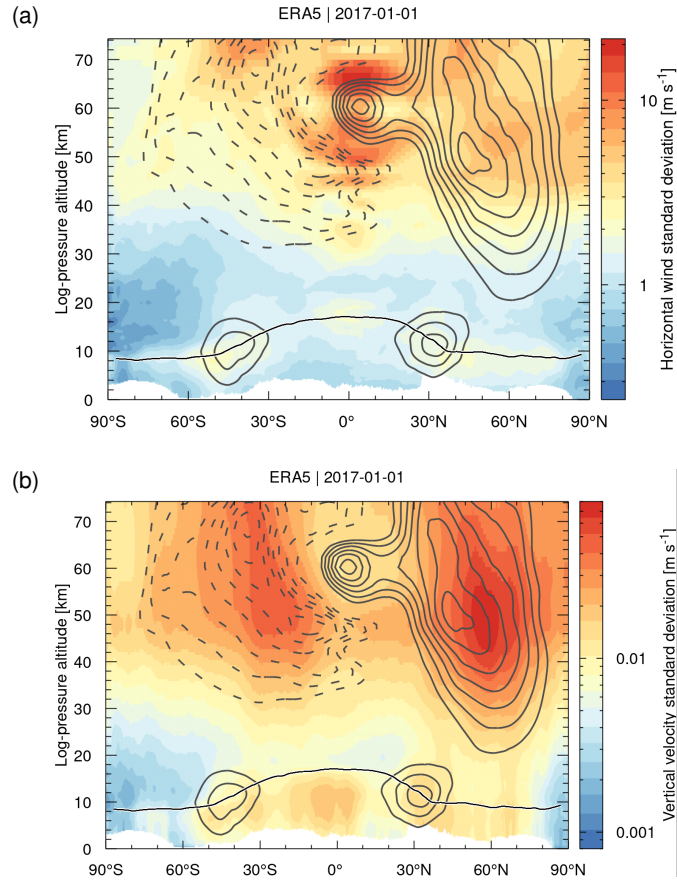 (a)
ERA5 | 2017-01-01
Log-pressure altitude [km]
70
60
50
40
30
20
10
0
90°S 60°S 30°S 0° 30°N 60°N 90°N
10
1
Horizontal wind standard deviation [m s⁻¹]
(b)
ERA5 | 2017-01-01
Log-pressure altitude [km]
70
60
50
40
30
20
10
0
90°S 60°S 30°S 0° 30°N 60°N 90°N
0.01
0.001
Vertical velocity standard deviation [m s⁻¹]